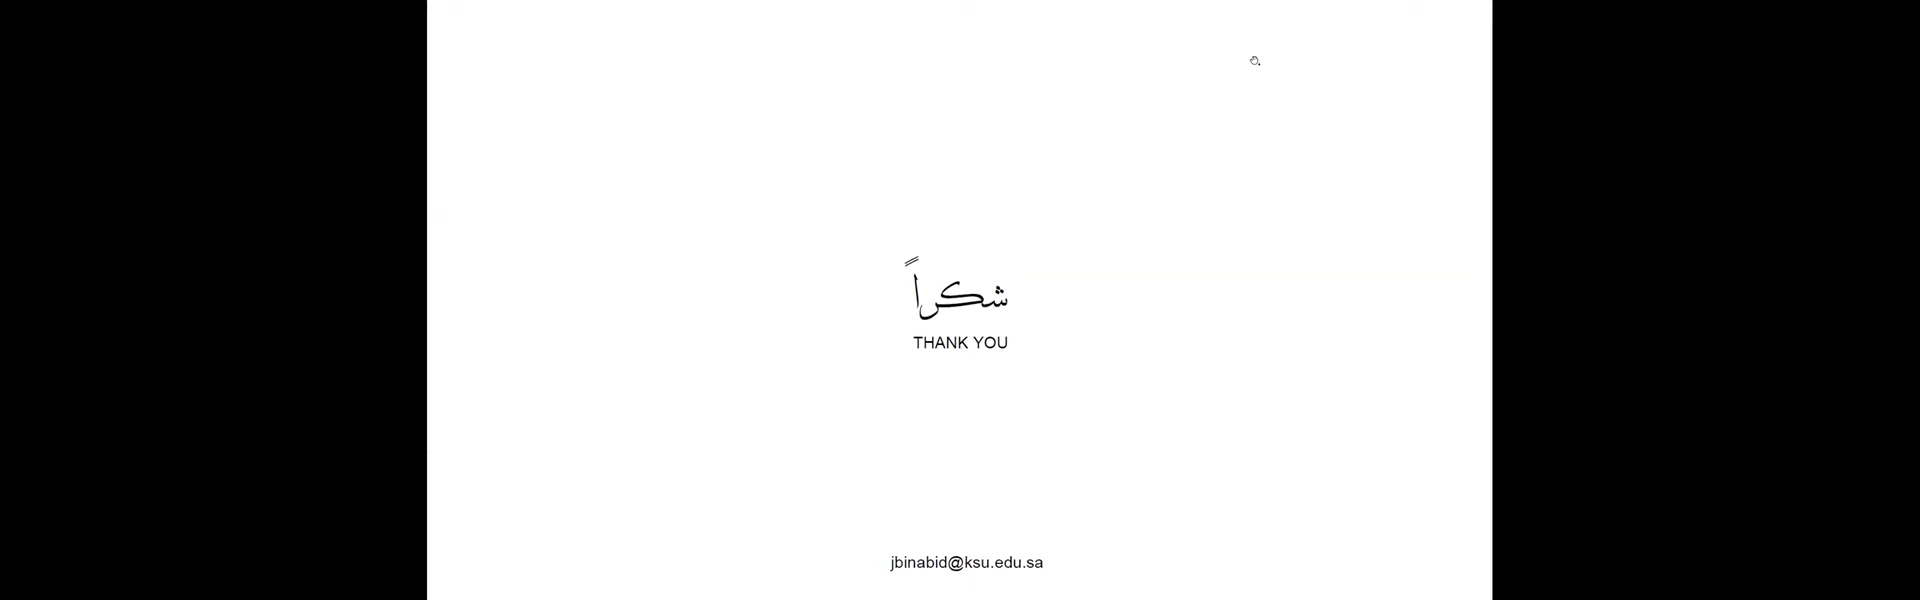 شكراً
THANK YOU
jbinabid@ksu.edu.sa